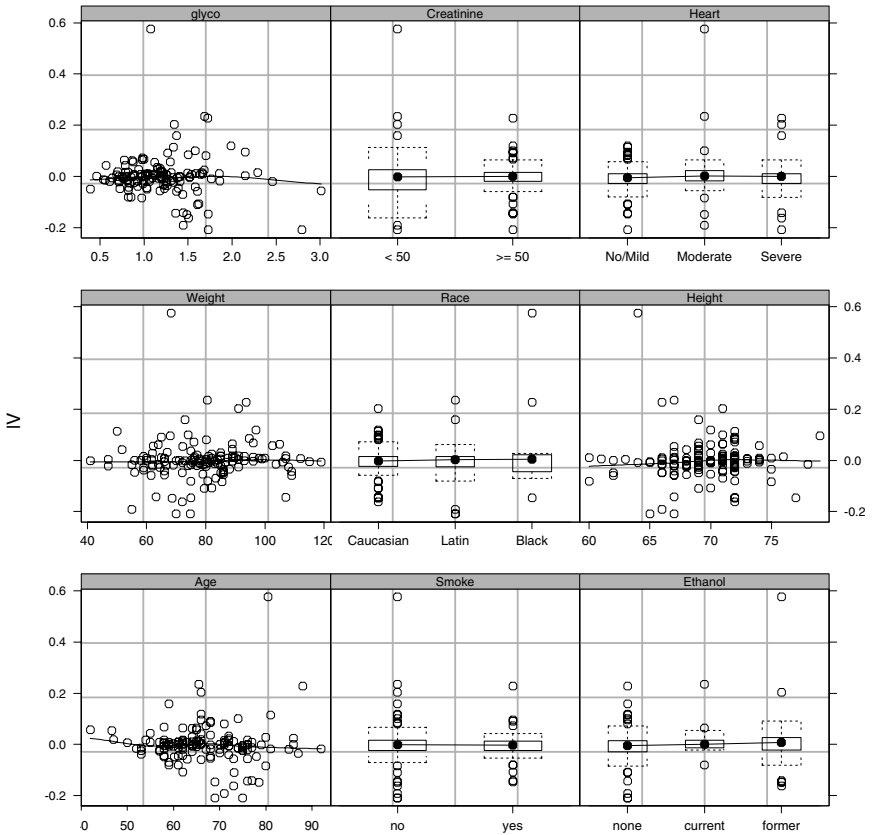 glyco Creatinine Heart
0.6
0.4
0.2
0.0
-0.2
0.5 1.0 1.5 2.0 2.5 3.0 < 50 >= 50 No/Mild Moderate Severe
Weight Race Height
0.6
0.4
0.2
0.0
-0.2
40 60 80 100 120 Caucasian Latin Black 60 65 70 75
IV
Age Smoke Ethanol
0.6
0.4
0.2
0.0
-0.2
50 60 70 80 90 no yes none current former